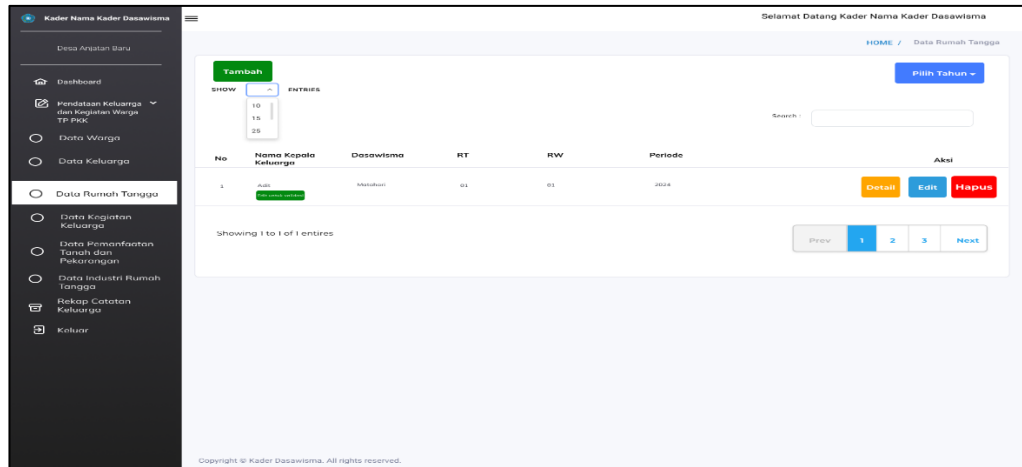 Kader Nama Kader Dasawisma
Desa Anjatan Baru
Dashboard
Pendataan Keluarrga
dan Kegiatan Warga
TP PKK
Data Warga
Data Keluarga
Data Rumah Tangga
Data Kegiatan
Keluarga
Data Pemanfaatan
Tanah dan
Pekarangan
Data Industri Rumah
Tangga
Rekap Catatan
Keluarga
Keluar
Selamat Datang Kader Nama Kader Dasawisma
HOME / Data Rumah Tangga
Tambah
Pilih Tahun
SHOW ENTRIES
10
15
25
Search :
No Nama Kepala Keluarga Dasawisma RT RW Periode Aksi
1 Adit Matahari 01 01 2024 Detail Edit Hapus
Showing 1 to 1 of 1 entires
Prev 1 2 3 Next
Copyright © Kader Dasawisma. All rights reserved.